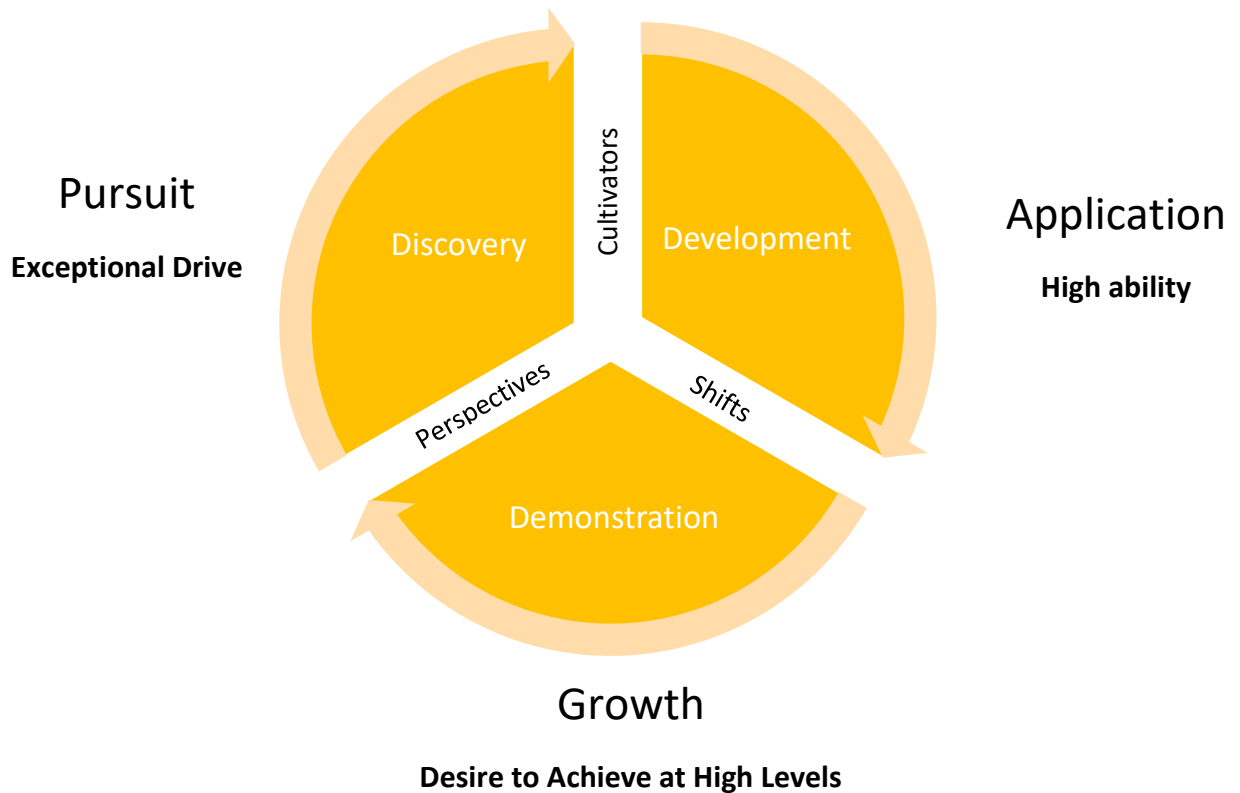 Pursuit
Exceptional Drive
Discovery
Cultivators
Development
Application
High ability
Perspectives
Shifts
Demonstration
Growth
Desire to Achieve at High Levels